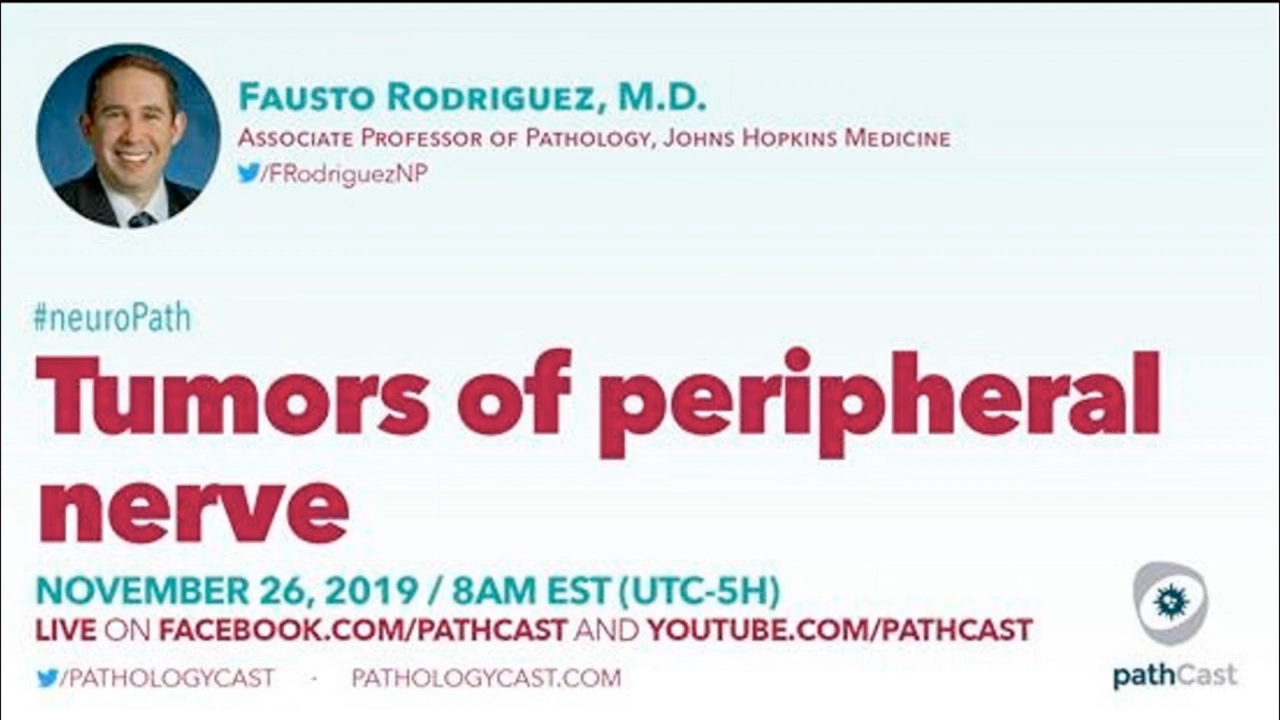 FAUSTO RODRIGUEZ, M.D.
ASSOCIATE PROFESSOR OF PATHOLOGY, JOHNS HOPKINS MEDICINE
/FRodriguezNP
#neuroPath
Tumors of peripheral
nerve
NOVEMBER 26, 2019 / 8AM EST (UTC-5H)
LIVE ON FACEBOOK.COM/PATHCAST AND YOUTUBE.COM/PATHCAST
/PATHOLOGYCAST · PATHOLOGYCAST.COM
pathCast